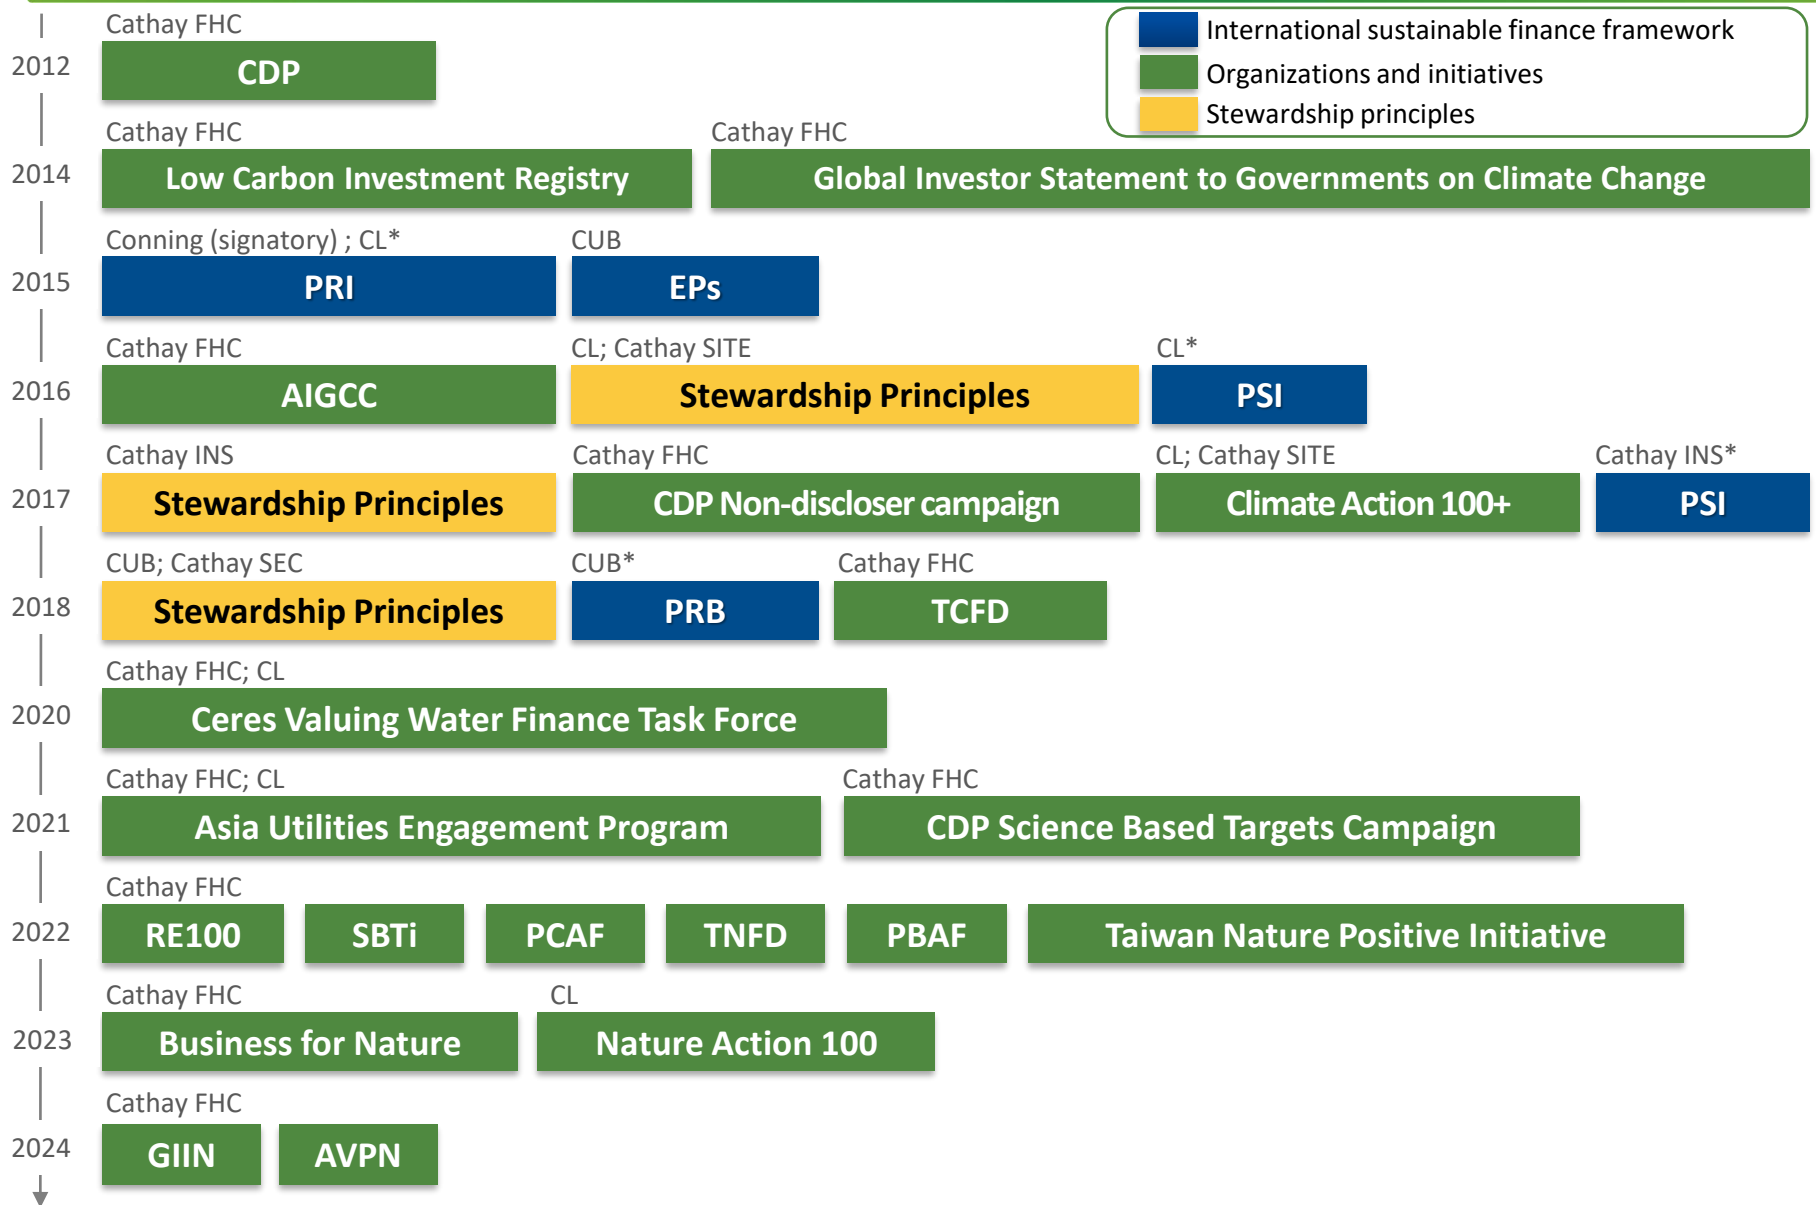 International sustainable finance framework
Organizations and initiatives
Stewardship principles
Cathay FHC
2012
CDP
Cathay FHC
Cathay FHC
2014
Low Carbon Investment Registry
Global Investor Statement to Governments on Climate Change
Conning (signatory) ; CL*
CUB
2015
PRI
EPs
Cathay FHC
CL; Cathay SITE
CL*
2016
AIGCC
Stewardship Principles
PSI
Cathay INS
Cathay FHC
CL; Cathay SITE
Cathay INS*
2017
Stewardship Principles
CDP Non-discloser campaign
Climate Action 100+
PSI
CUB; Cathay SEC
CUB*
Cathay FHC
2018
Stewardship Principles
PRB
TCFD
Cathay FHC; CL
2020
Ceres Valuing Water Finance Task Force
Cathay FHC; CL
Cathay FHC
2021
Asia Utilities Engagement Program
CDP Science Based Targets Campaign
Cathay FHC
2022
RE100
SBTi
PCAF
TNFD
PBAF
Taiwan Nature Positive Initiative
Cathay FHC
CL
2023
Business for Nature
Nature Action 100
Cathay FHC
2024
GIIN
AVPN